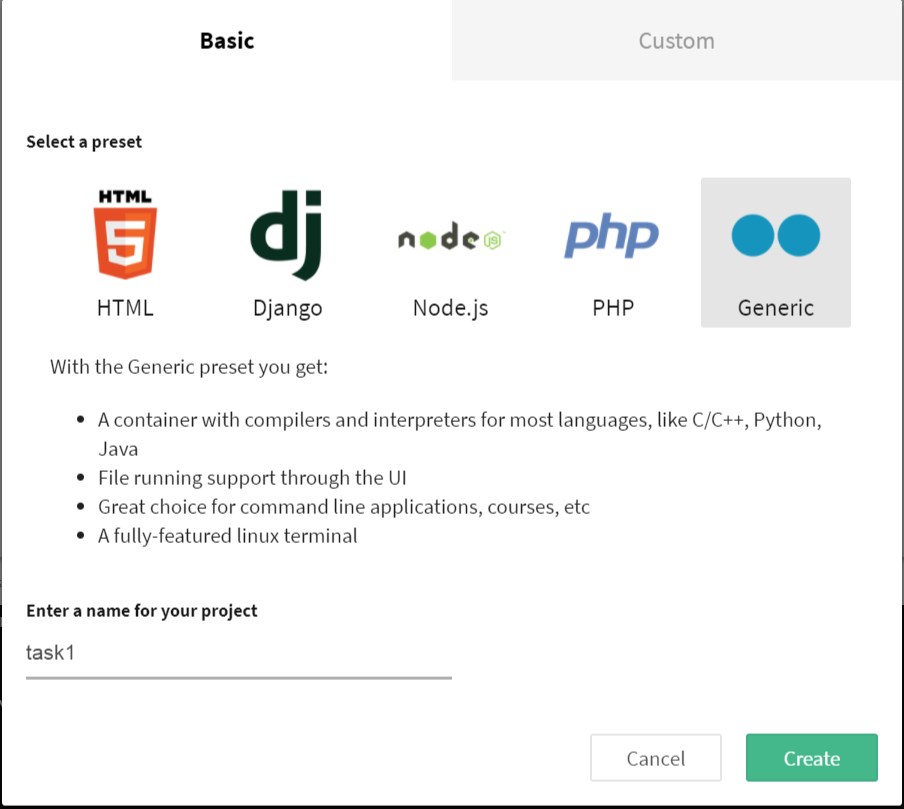 Basic
Custom
Select a preset
HTML
5
dj
node
JS
php
HTML
Django
Node.js
PHP
Generic
With the Generic preset you get:
• A container with compilers and interpreters for most languages, like C/C++, Python,
Java
• File running support through the UI
• Great choice for command line applications, courses, etc
• A fully-featured linux terminal
Enter a name for your project
task1
Cancel
Create